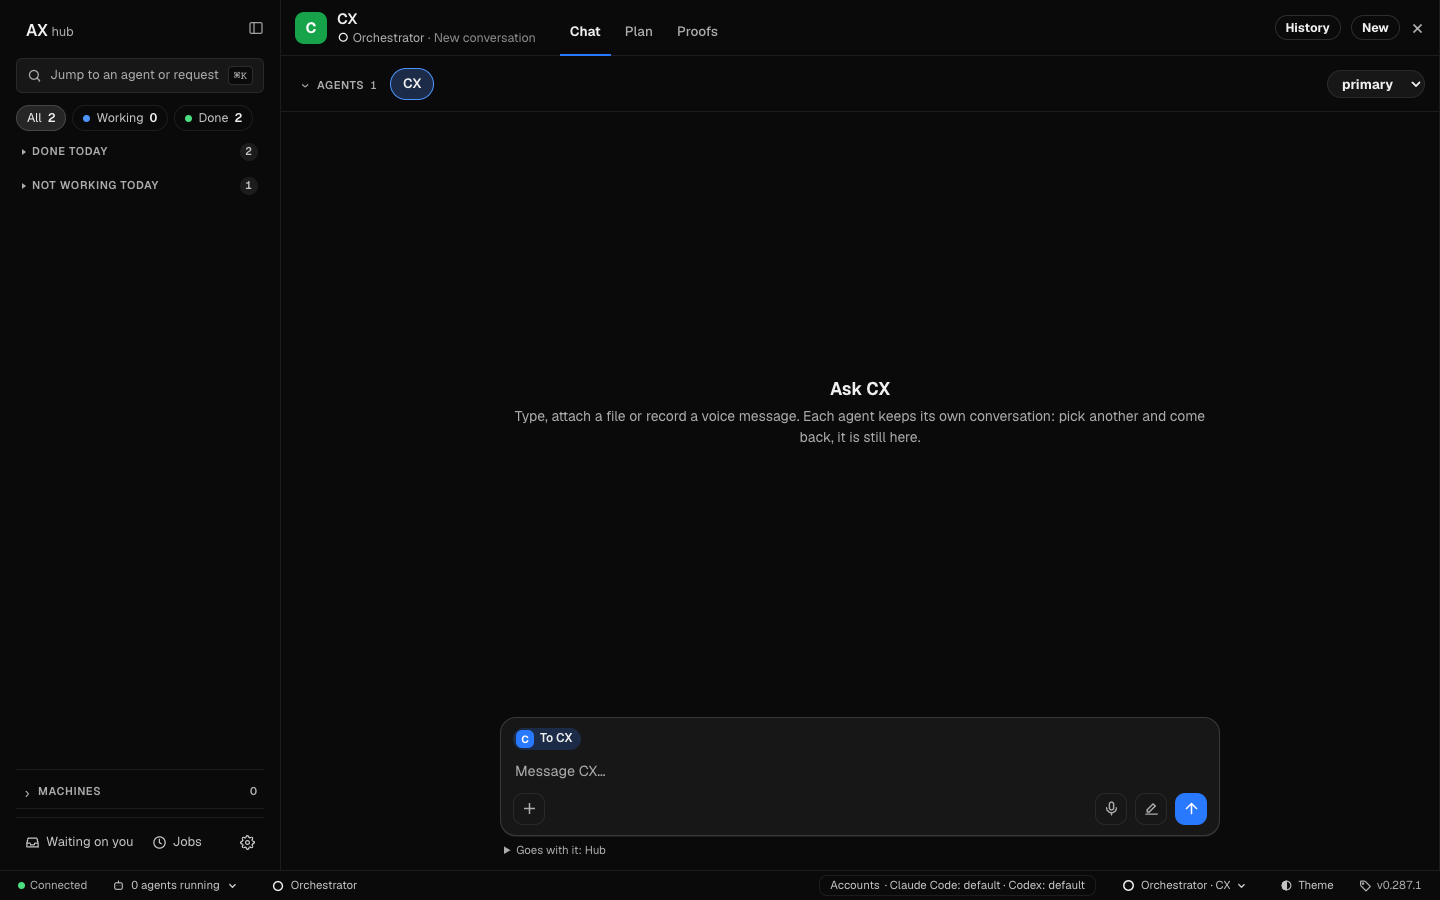 AX hub
Jump to an agent or request ⌘K
All 2 Working 0 Done 2
DONE TODAY 2
NOT WORKING TODAY 1
MACHINES 0
Waiting on you Jobs
C CX
Orchestrator · New conversation
Chat Plan Proofs
History New ×
AGENTS 1 CX
primary
Ask CX
Type, attach a file or record a voice message. Each agent keeps its own conversation: pick another and come
back, it is still here.
C To CX
Message CX...
Goes with it: Hub
Connected 0 agents running Orchestrator Accounts · Claude Code: default · Codex: default Orchestrator · CX Theme v0.287.1